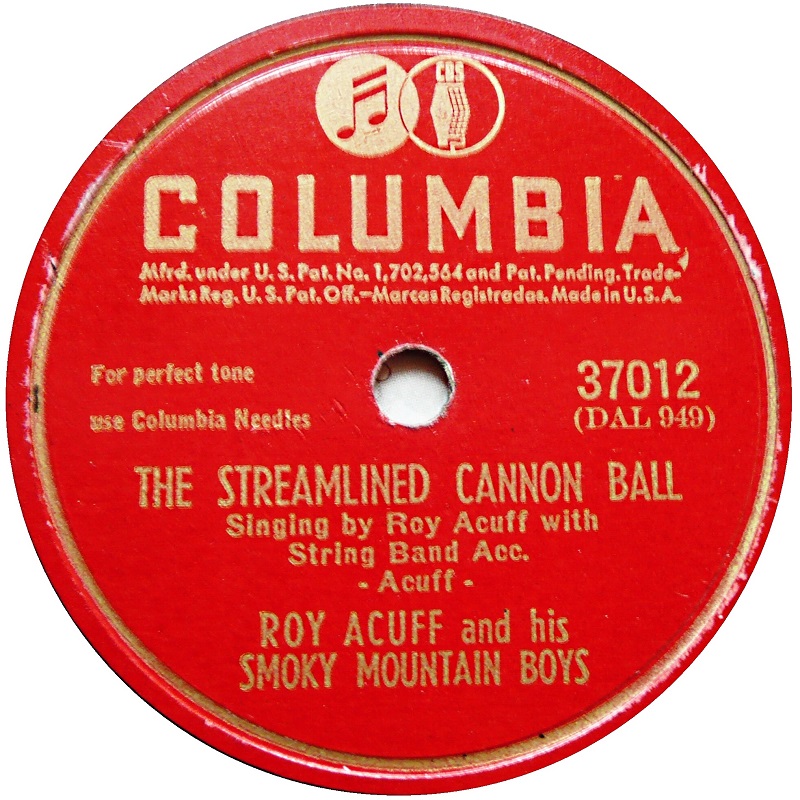 CBS
COLUMBIA
Mfrd. under U. S. Pat. No. 1,702,564 and Pat. Pending. Trade-
Marks Reg. U. S. Pat. Off.—Marcas Registradas. Made in U.S.A.
For perfect tone
use Columbia Needles
37012
(DAL 949)
THE STREAMLINED CANNON BALL
Singing by Roy Acuff with
String Band Acc.
- Acuff -
ROY ACUFF and his
SMOKY MOUNTAIN BOYS